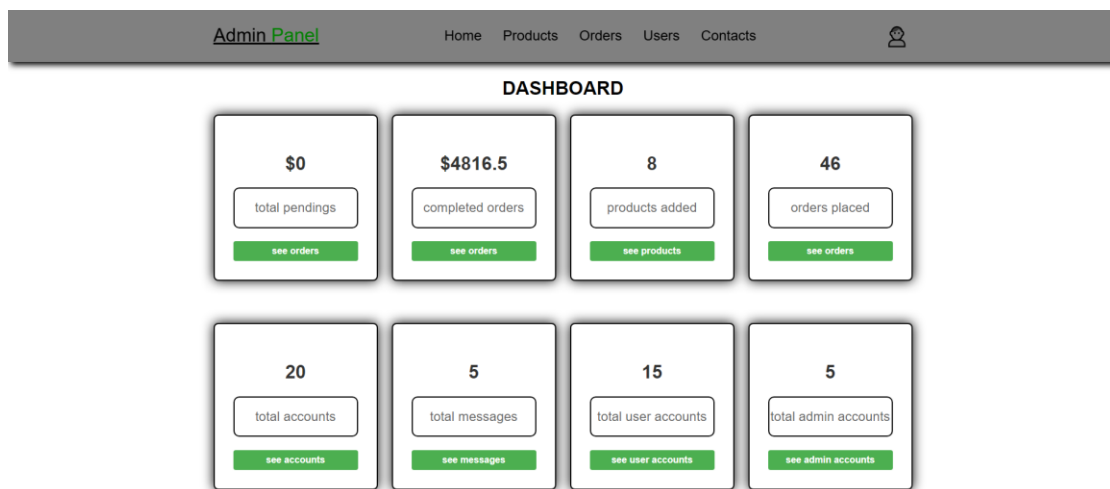 Admin Panel Home Products Orders Users Contacts
DASHBOARD
$0 $4816.5 8 46
total pendings completed orders products added orders placed
see orders see orders see products see orders
20 5 15 5
total accounts total messages total user accounts total admin accounts
see accounts see messages see user accounts see admin accounts